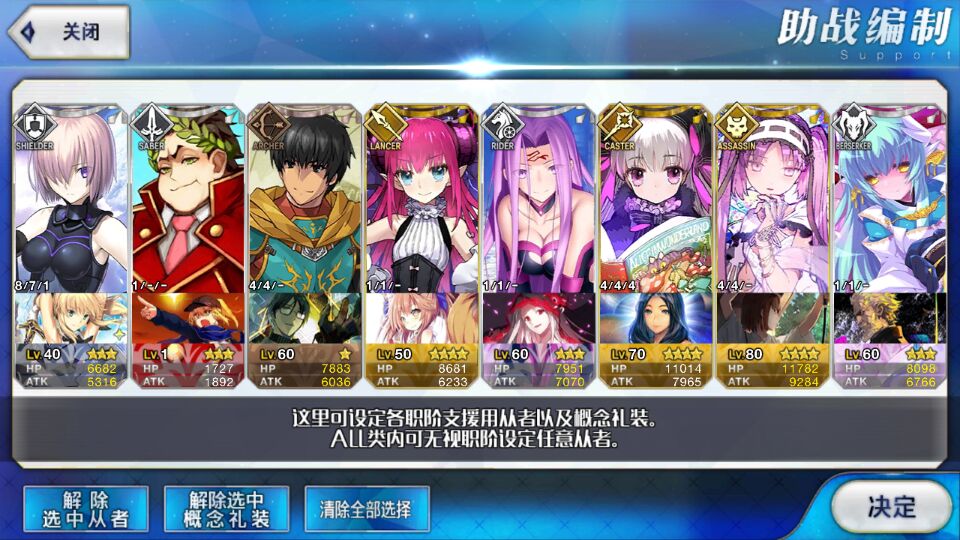 关闭
助战编制
Support
SHIELDER
SABER
ARCHER
LANCER
RIDER
CASTER
ASSASSIN
BERSERKER
8/7/1
1/-/-
4/4/-
1/1/-
1/1/-
4/4/4
4/4/-
1/1/-
Lv.40
HP 6682
ATK 5316
Lv.1
HP 1727
ATK 1892
Lv.60
HP 7883
ATK 6036
Lv.50
HP 8681
ATK 6233
Lv.60
HP 7951
ATK 7070
Lv.70
HP 11014
ATK 7965
Lv.80
HP 11782
ATK 9284
Lv.60
HP 8098
ATK 6766
这里可设定各职阶支援用从者以及概念礼装。
ALL类内可无视职阶设定任意从者。
解除
选中从者
解除选中
概念礼装
清除全部选择
决定